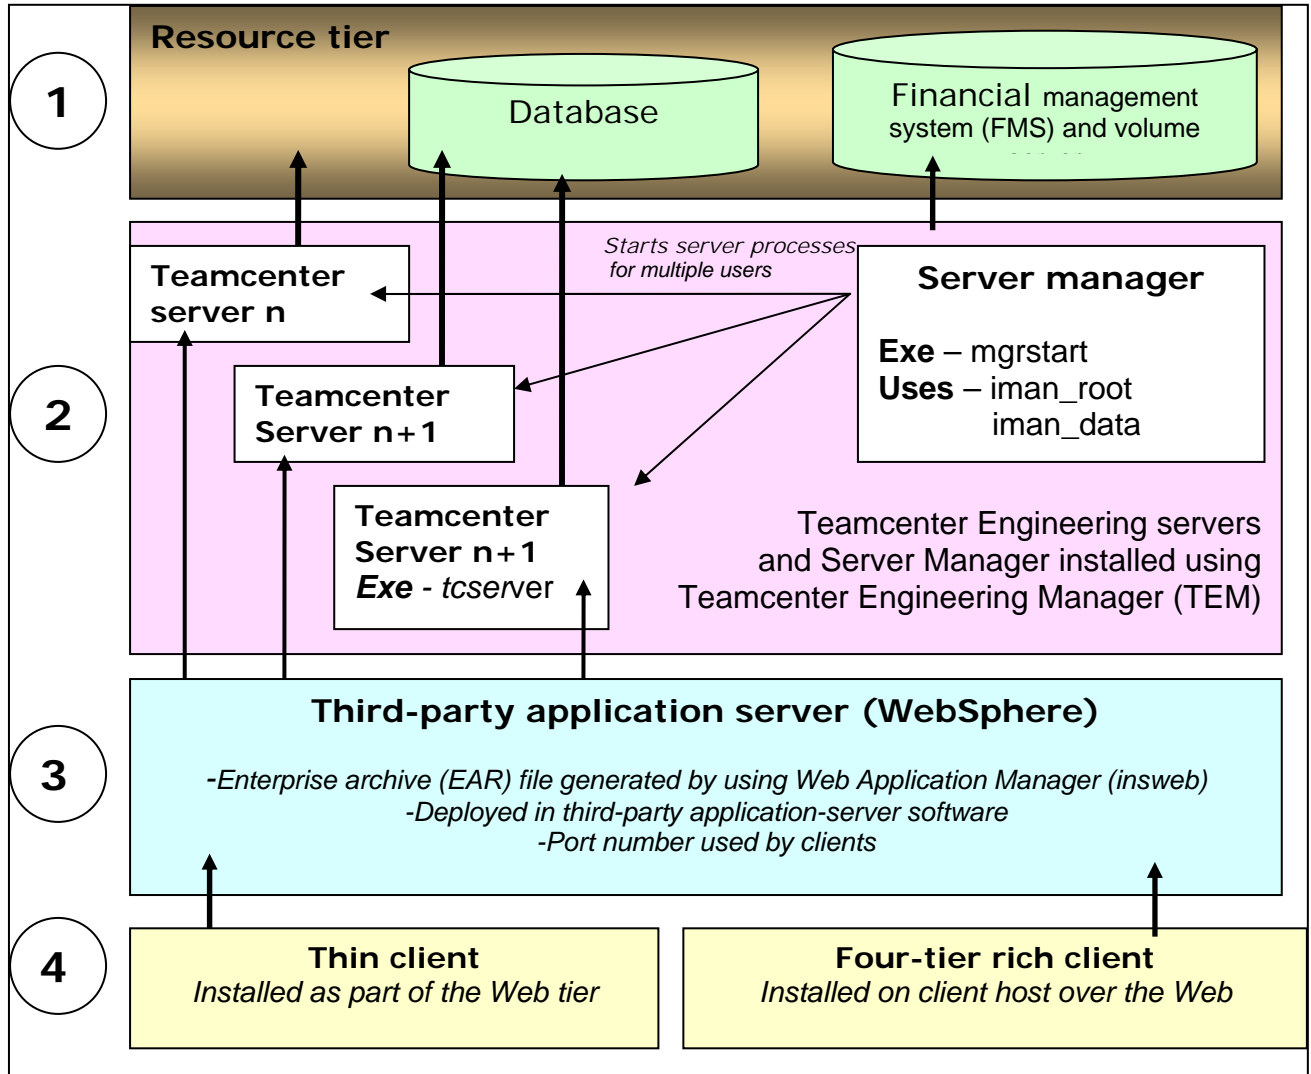 1
Resource tier
Database
Financial management
system (FMS) and volume
2
Starts server processes
for multiple users
Teamcenter
server n
Teamcenter
Server n+1
Teamcenter
Server n+1
Exe - tcserver
Server manager
Exe – mgrstart
Uses – iman_root
iman_data
Teamcenter Engineering servers
and Server Manager installed using
Teamcenter Engineering Manager (TEM)
3
Third-party application server (WebSphere)
-Enterprise archive (EAR) file generated by using Web Application Manager (insweb)
-Deployed in third-party application-server software
-Port number used by clients
4
Thin client
Installed as part of the Web tier
Four-tier rich client
Installed on client host over the Web